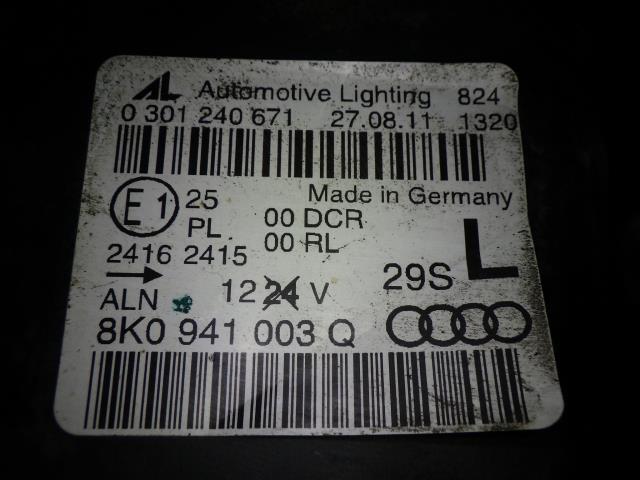 AL Automotive Lighting 824
0 301 240 671 27.08.11 1320
E1 25 Made in Germany
PL 00 DCR
00 RL
2416 2415 L
ALN 12 24 V 29S
8K0 941 003 Q